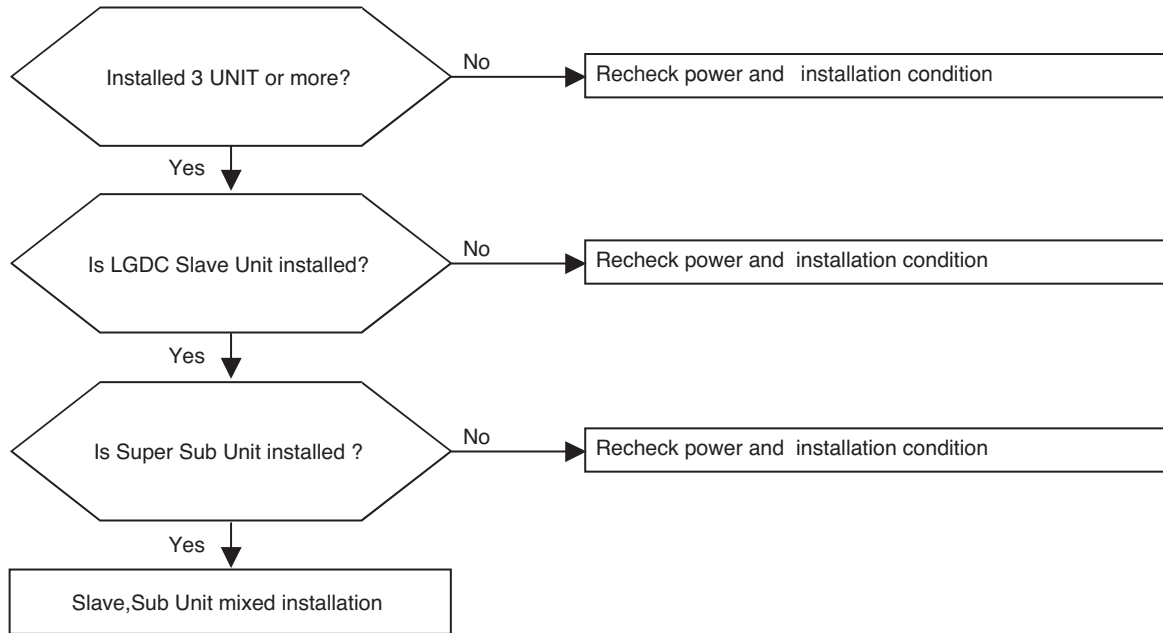 Installed 3 UNIT or more?
No
Recheck power and installation condition
Yes
Is LGDC Slave Unit installed?
No
Recheck power and installation condition
Yes
Is Super Sub Unit installed ?
No
Recheck power and installation condition
Yes
Slave,Sub Unit mixed installation